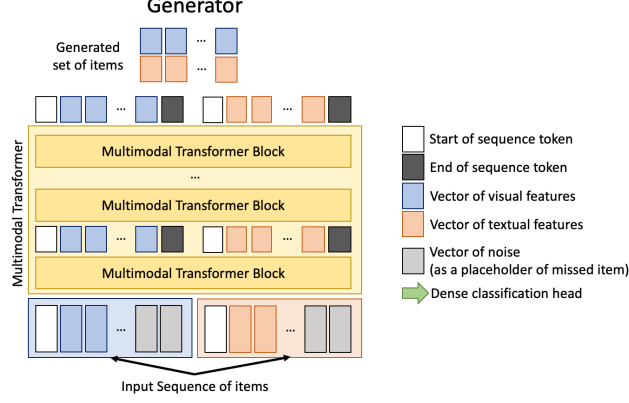 Generator
Generated
set of items
...
...
...
...
Multimodal Transformer
Multimodal Transformer Block
...
Multimodal Transformer Block
...
...
Multimodal Transformer Block
...
...
Input Sequence of items
Start of sequence token
End of sequence token
Vector of visual features
Vector of textual features
Vector of noise
(as a placeholder of missed item)
Dense classification head